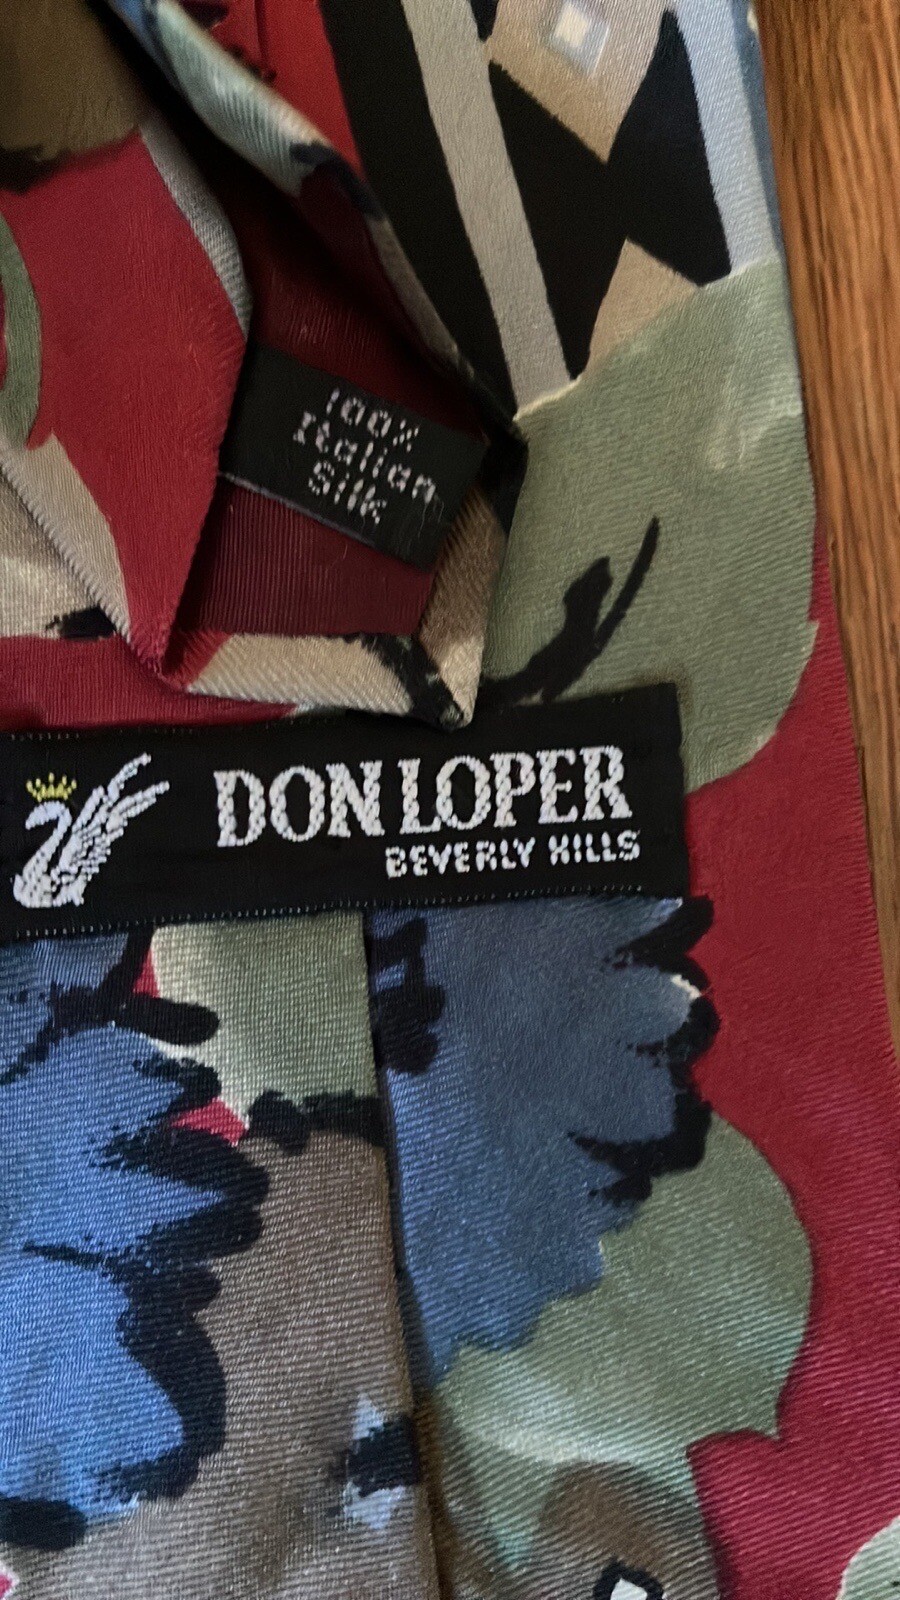 100%
Italian
Silk
DON LOPER
BEVERLY HILLS